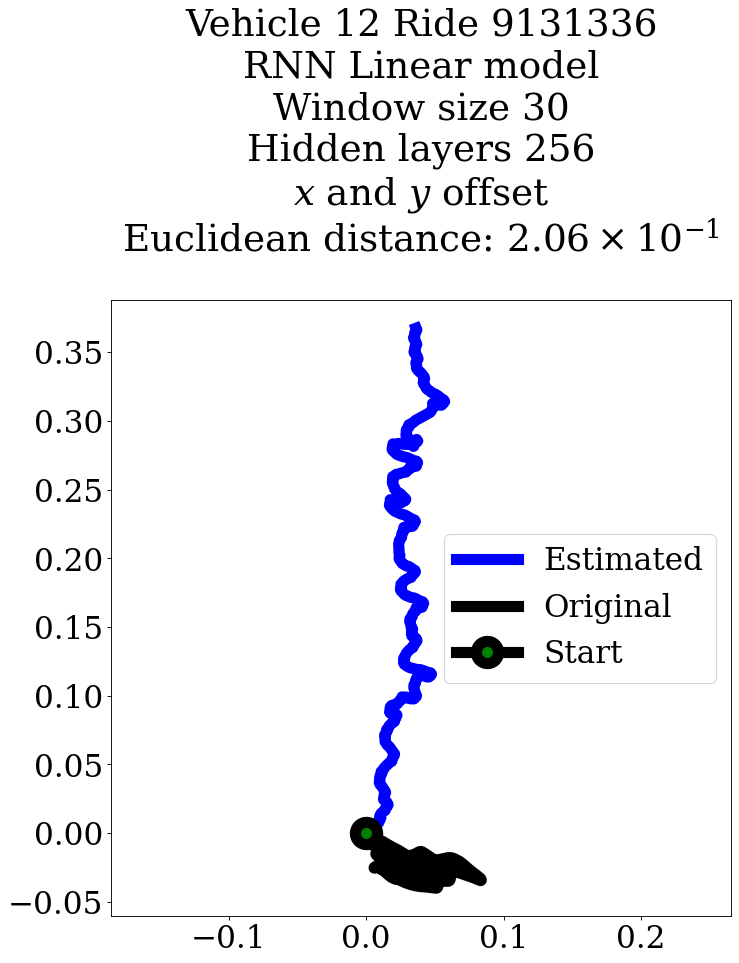 Vehicle 12 Ride 9131336
RNN Linear model
Window size 30
Hidden layers 256
x and y offset
Euclidean distance: 2.06 × 10⁻¹
0.35
0.30
0.25
0.20
0.15
0.10
0.05
0.00
−0.05
Estimated
Original
Start
−0.1 0.0 0.1 0.2